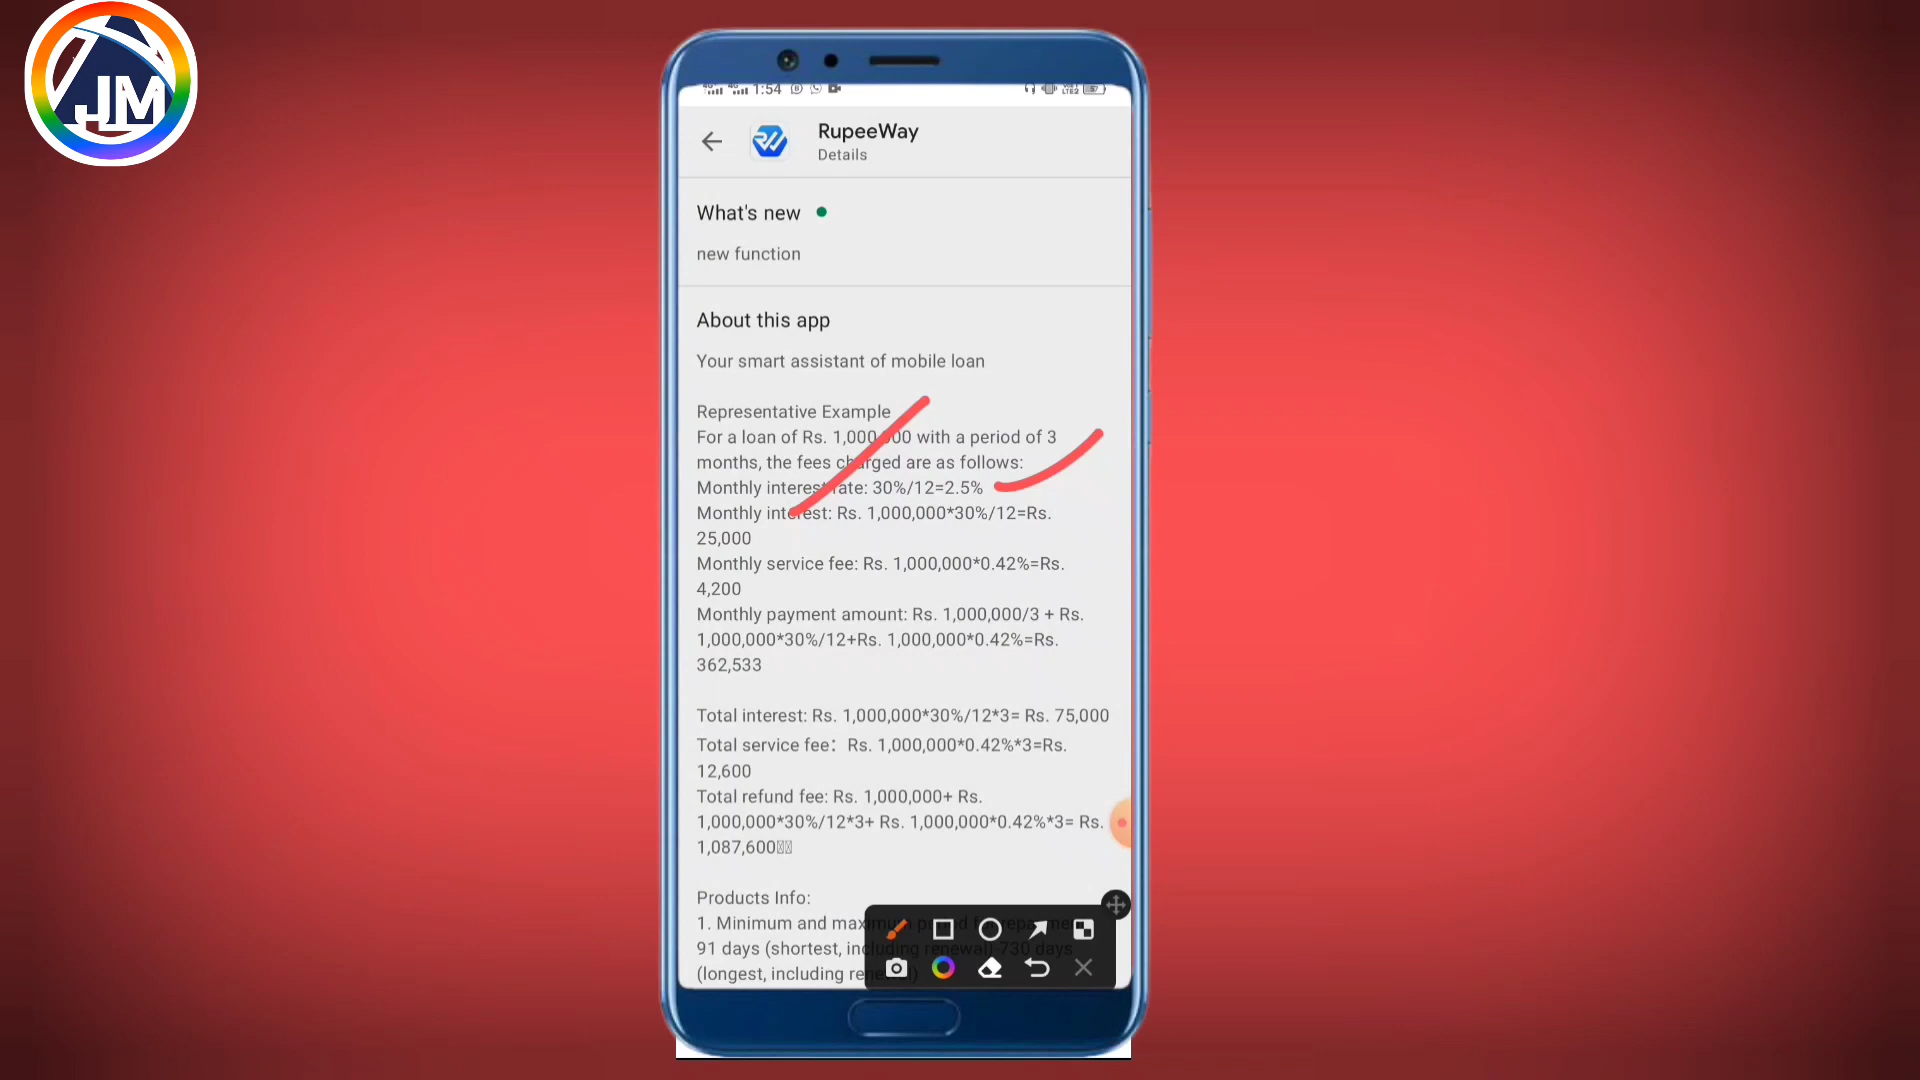 JM
1:54
RupeeWay
Details
What's new
new function
About this app
Your smart assistant of mobile loan
Representative Example
For a loan of Rs. 1,000,000 with a period of 3
months, the fees charged are as follows:
Monthly interest rate: 30%/12=2.5%
Monthly interest: Rs. 1,000,000*30%/12=Rs.
25,000
Monthly service fee: Rs. 1,000,000*0.42%=Rs.
4,200
Monthly payment amount: Rs. 1,000,000/3 + Rs.
1,000,000*30%/12+Rs. 1,000,000*0.42%=Rs.
362,533
Total interest: Rs. 1,000,000*30%/12*3= Rs. 75,000
Total service fee：Rs. 1,000,000*0.42%*3=Rs.
12,600
Total refund fee: Rs. 1,000,000+ Rs.
1,000,000*30%/12*3+ Rs. 1,000,000*0.42%*3= Rs.
1,087,600
Products Info:
1. Minimum and maximum period for repayment
91 days (shortest, including renewal) 730 days
(longest, including renewal)